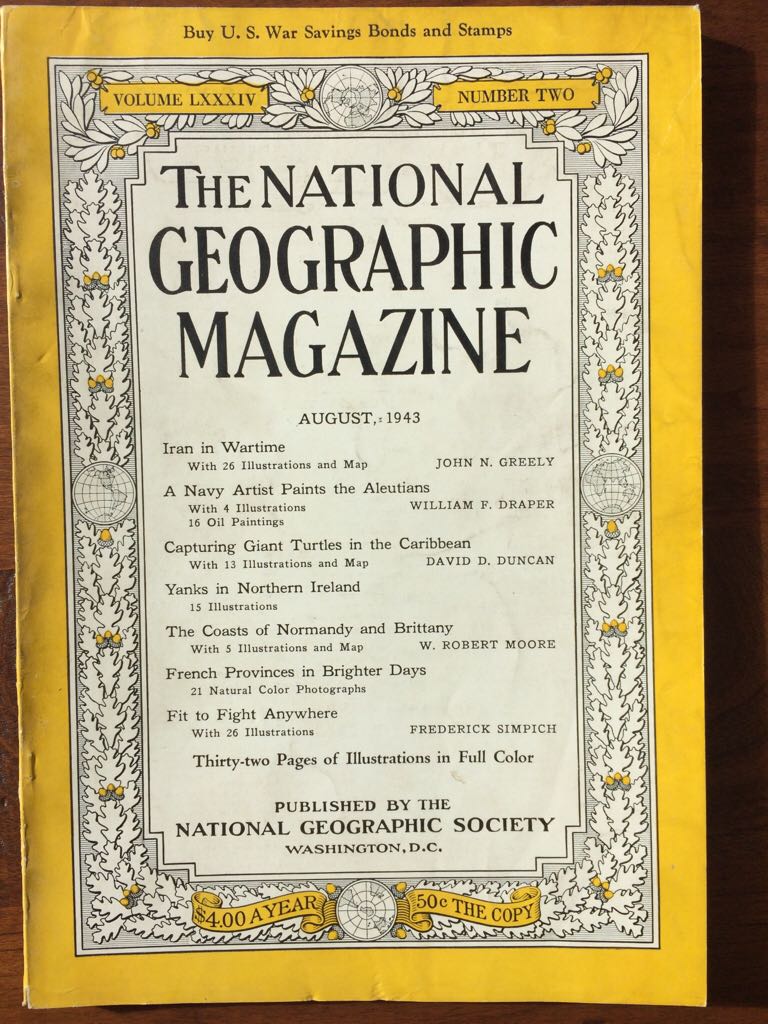 Buy U. S. War Savings Bonds and Stamps
VOLUME LXXXIV NUMBER TWO
THE NATIONAL
GEOGRAPHIC
MAGAZINE
AUGUST, 1943
Iran in Wartime
With 26 Illustrations and Map JOHN N. GREELY
A Navy Artist Paints the Aleutians
With 4 Illustrations WILLIAM F. DRAPER
16 Oil Paintings
Capturing Giant Turtles in the Caribbean
With 13 Illustrations and Map DAVID D. DUNCAN
Yanks in Northern Ireland
15 Illustrations
The Coasts of Normandy and Brittany
With 5 Illustrations and Map W. ROBERT MOORE
French Provinces in Brighter Days
21 Natural Color Photographs
Fit to Fight Anywhere
With 26 Illustrations FREDERICK SIMPICH
Thirty-two Pages of Illustrations in Full Color
PUBLISHED BY THE
NATIONAL GEOGRAPHIC SOCIETY
WASHINGTON, D.C.
$4.00 A YEAR 50c THE COPY